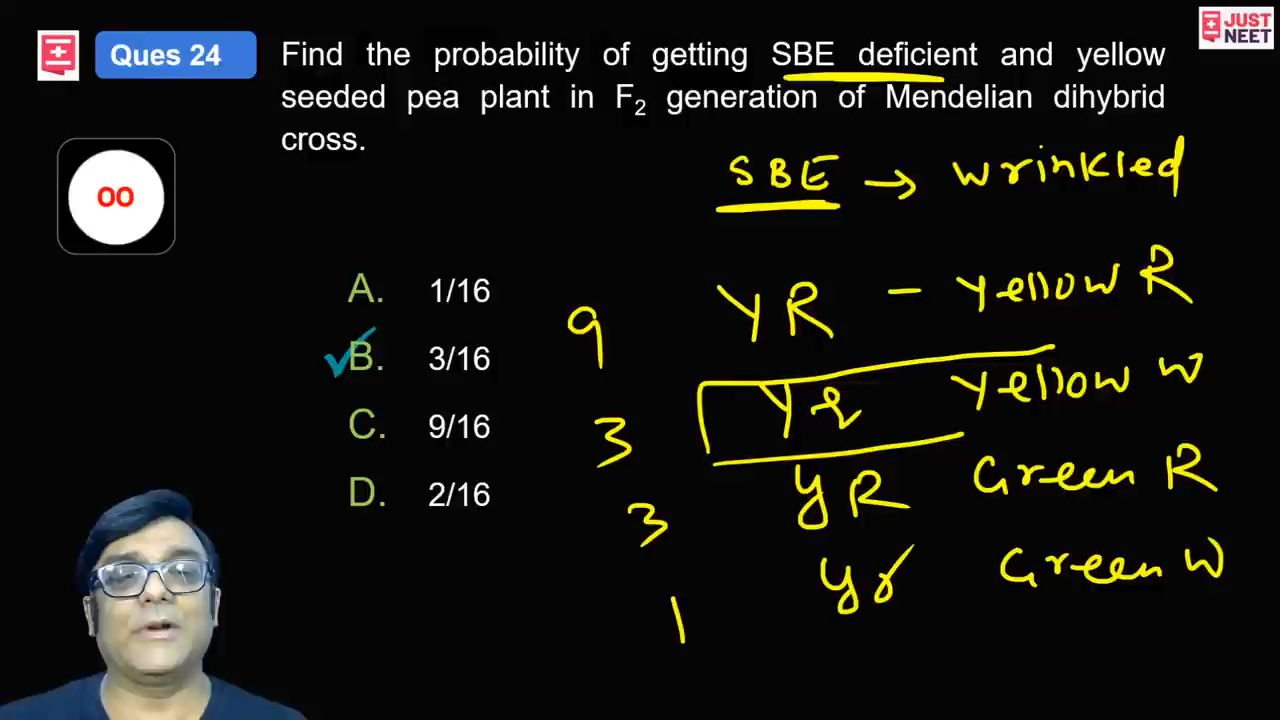 JUST
NEET
Ques 24
Find the probability of getting SBE deficient and yellow
seeded pea plant in F2 generation of Mendelian dihybrid
cross.
00
SBE → wrinkled
A. 1/16
B. 3/16
C. 9/16
D. 2/16
9 YR - Yellow R
3 Yr Yellow W
3 yR Green R
1 yr Green W